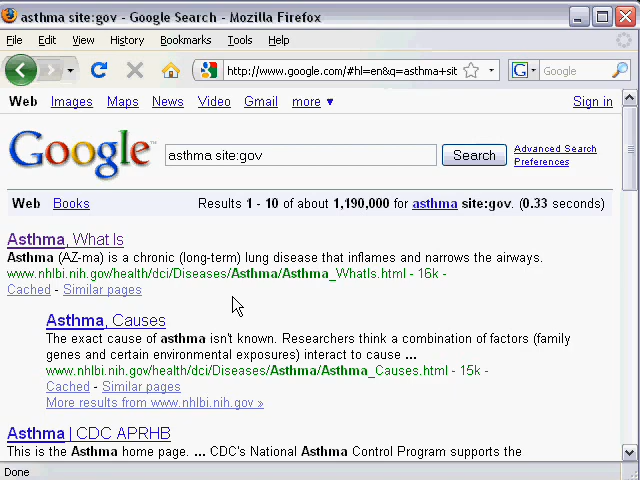 asthma site:gov - Google Search - Mozilla Firefox
File Edit View History Bookmarks Tools Help
http://www.google.com/#hl=en&q=asthma+sit Google
Web Images Maps News Video Gmail more ▼ Sign in
Google™ asthma site:gov Search Advanced Search
Preferences
Web Books Results 1 - 10 of about 1,190,000 for asthma site:gov. (0.33 seconds)
Asthma, What Is
Asthma (AZ-ma) is a chronic (long-term) lung disease that inflames and narrows the airways.
www.nhlbi.nih.gov/health/dci/Diseases/Asthma/Asthma_WhatIs.html - 16k -
Cached - Similar pages
Asthma, Causes
The exact cause of asthma isn't known. Researchers think a combination of factors (family
genes and certain environmental exposures) interact to cause ...
www.nhlbi.nih.gov/health/dci/Diseases/Asthma/Asthma_Causes.html - 15k -
Cached - Similar pages
More results from www.nhlbi.nih.gov »
Asthma | CDC APRHB
This is the Asthma home page. ... CDC's National Asthma Control Program supports the
Done